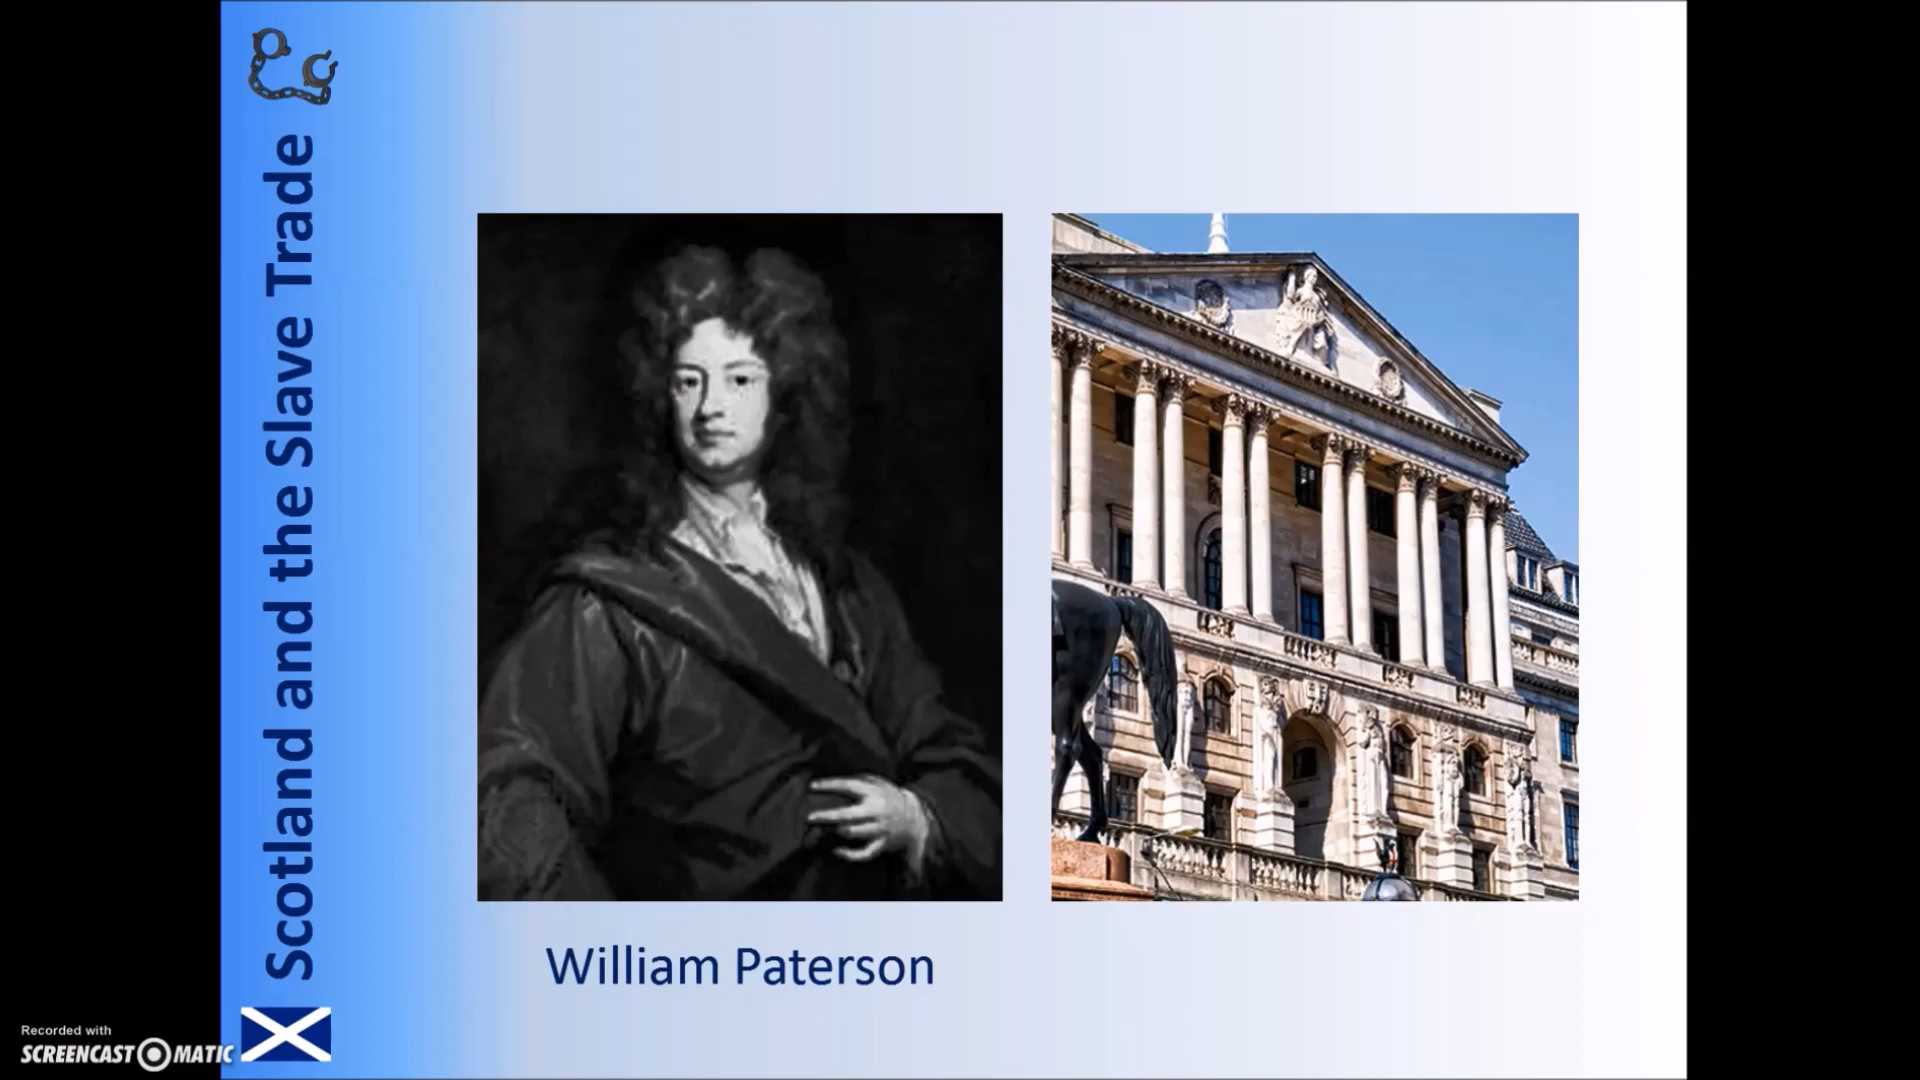 Scotland and the Slave Trade
William Paterson
Recorded with
SCREENCAST MATIC